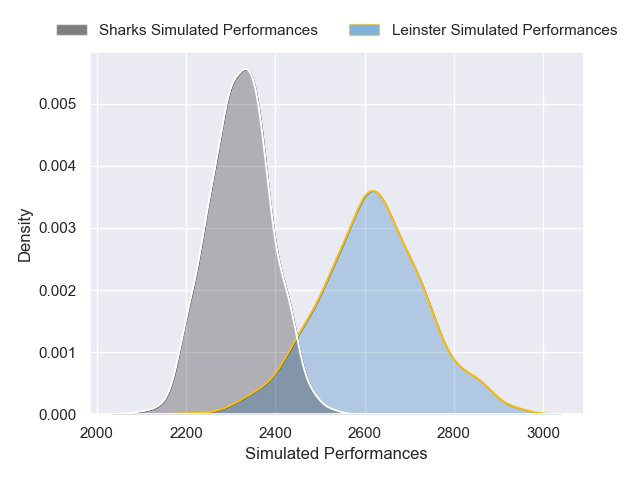 Sharks Simulated Performances Leinster Simulated Performances
0.005
0.004
0.003
0.002
0.001
0.000
Density
2000 2200 2400 2600 2800 3000
Simulated Performances